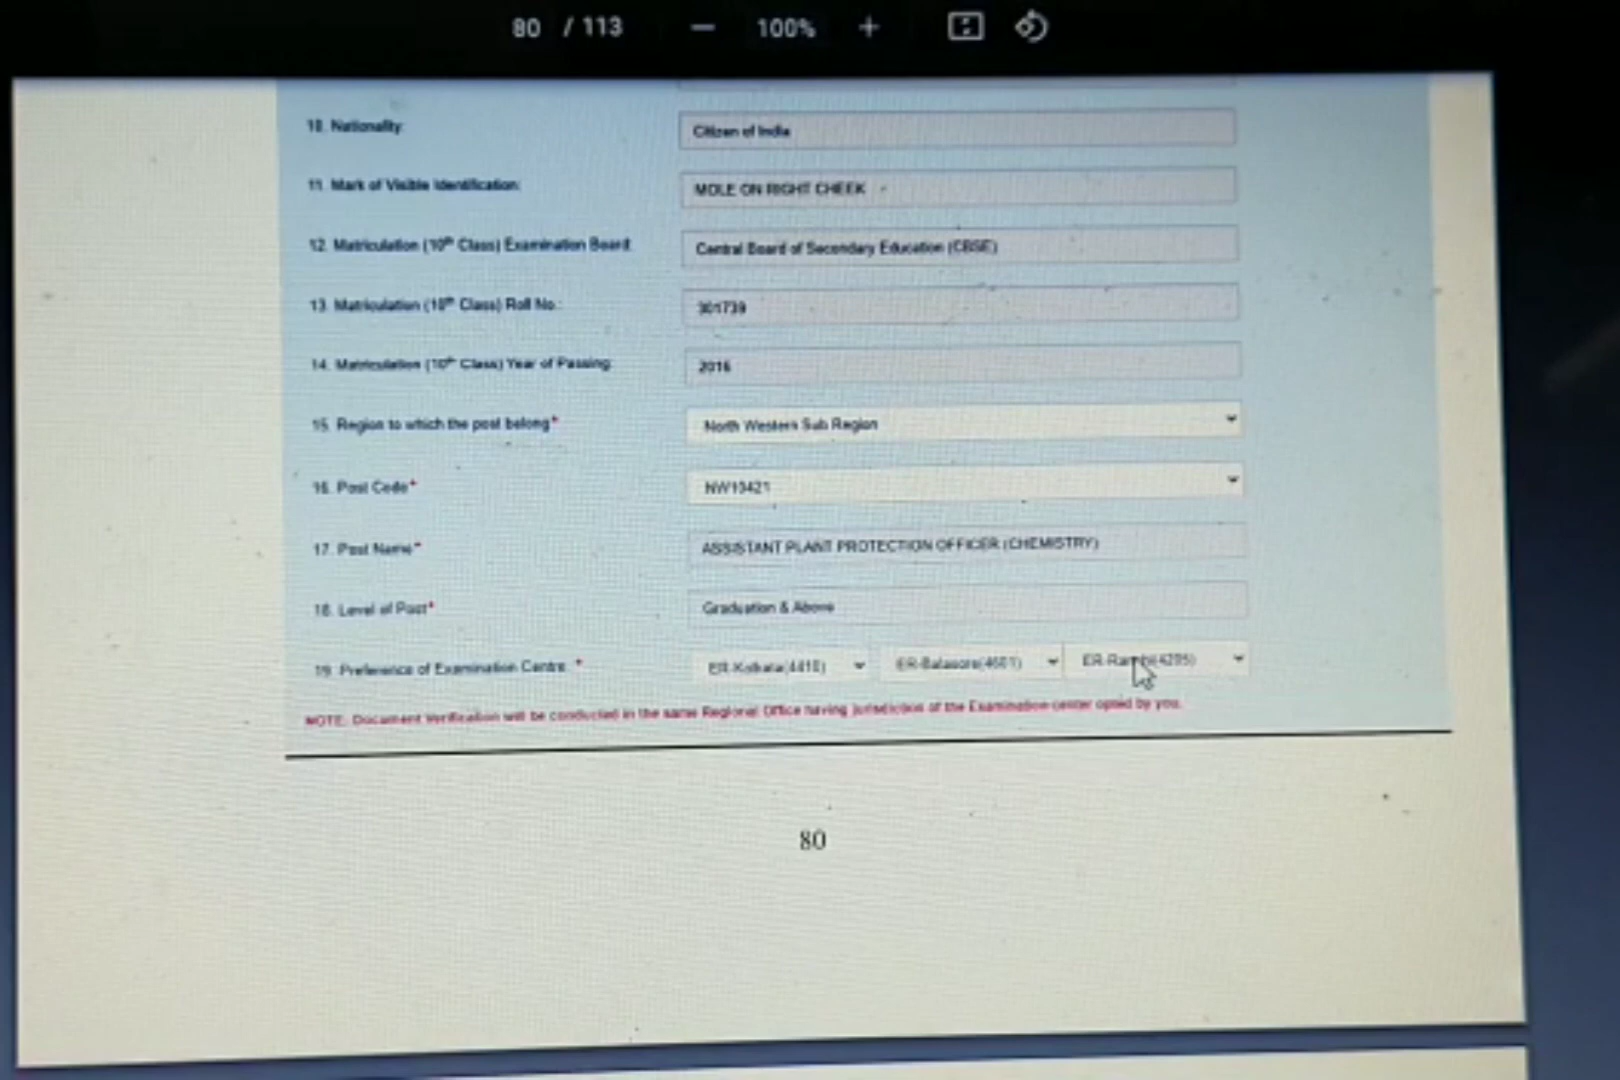 80 / 113 — 100% +
10. Nationality: Citizen of India
11. Mark of Visible Identification: MOLE ON RIGHT CHEEK
12. Matriculation (10th Class) Examination Board: Central Board of Secondary Education (CBSE)
13. Matriculation (10th Class) Roll No.: 301739
14. Matriculation (10th Class) Year of Passing: 2016
15. Region to which the post belong* North Western Sub Region
16. Post Code* NW10421
17. Post Name* ASSISTANT PLANT PROTECTION OFFICER (CHEMISTRY)
18. Level of Post* Graduation & Above
19. Preference of Examination Centre: * ER-Kolkata(4410) ER-Balasore(4601) ER-Ranchi(4205)
NOTE: Document Verification will be conducted in the same Regional Office having jurisdiction of the Examination center opted by you.
80